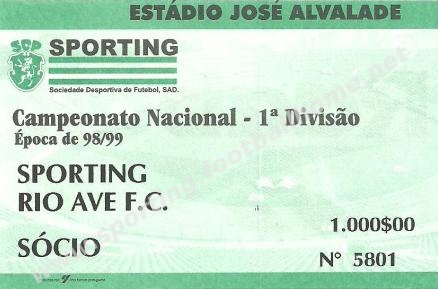 ESTÁDIO JOSÉ ALVALADE
SCP
SPORTING
Sociedade Desportiva de Futebol, SAD.
Campeonato Nacional - 1ª Divisão
Época de 98/99
SPORTING
RIO AVE F.C.
1.000$00
SÓCIO
Nº 5801